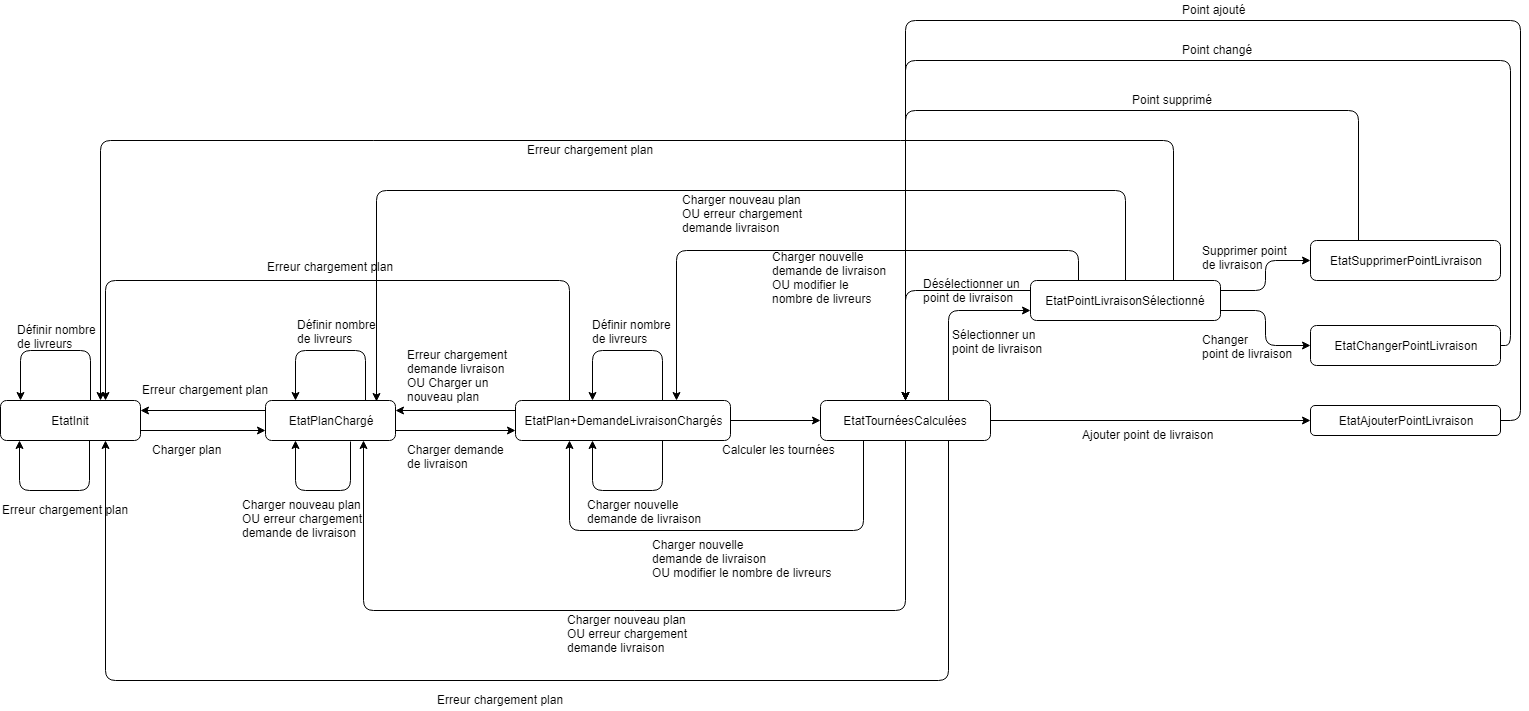 Point ajouté
Point changé
Point supprimé
Erreur chargement plan
Charger nouveau plan
OU erreur chargement
demande livraison
Supprimer point
de livraison
EtatSupprimerPointLivraison
Charger nouvelle
demande de livraison
OU modifier le
nombre de livreurs
Erreur chargement plan
Désélectionner un
point de livraison
EtatPointLivraisonSélectionné
Définir nombre
de livreurs
Définir nombre
de livreurs
Définir nombre
de livreurs
Sélectionner un
point de livraison
Changer
point de livraison
EtatChangerPointLivraison
Erreur chargement
demande livraison
OU Charger un
nouveau plan
Erreur chargement plan
EtatInit
EtatPlanChargé
EtatPlan+DemandeLivraisonChargés
EtatTournéesCalculées
EtatAjouterPointLivraison
Ajouter point de livraison
Charger plan
Charger demande
de livraison
Calculer les tournées
Erreur chargement plan
Charger nouveau plan
OU erreur chargement
demande de livraison
Charger nouvelle
demande de livraison
Charger nouvelle
demande de livraison
OU modifier le nombre de livreurs
Charger nouveau plan
OU erreur chargement
demande livraison
Erreur chargement plan